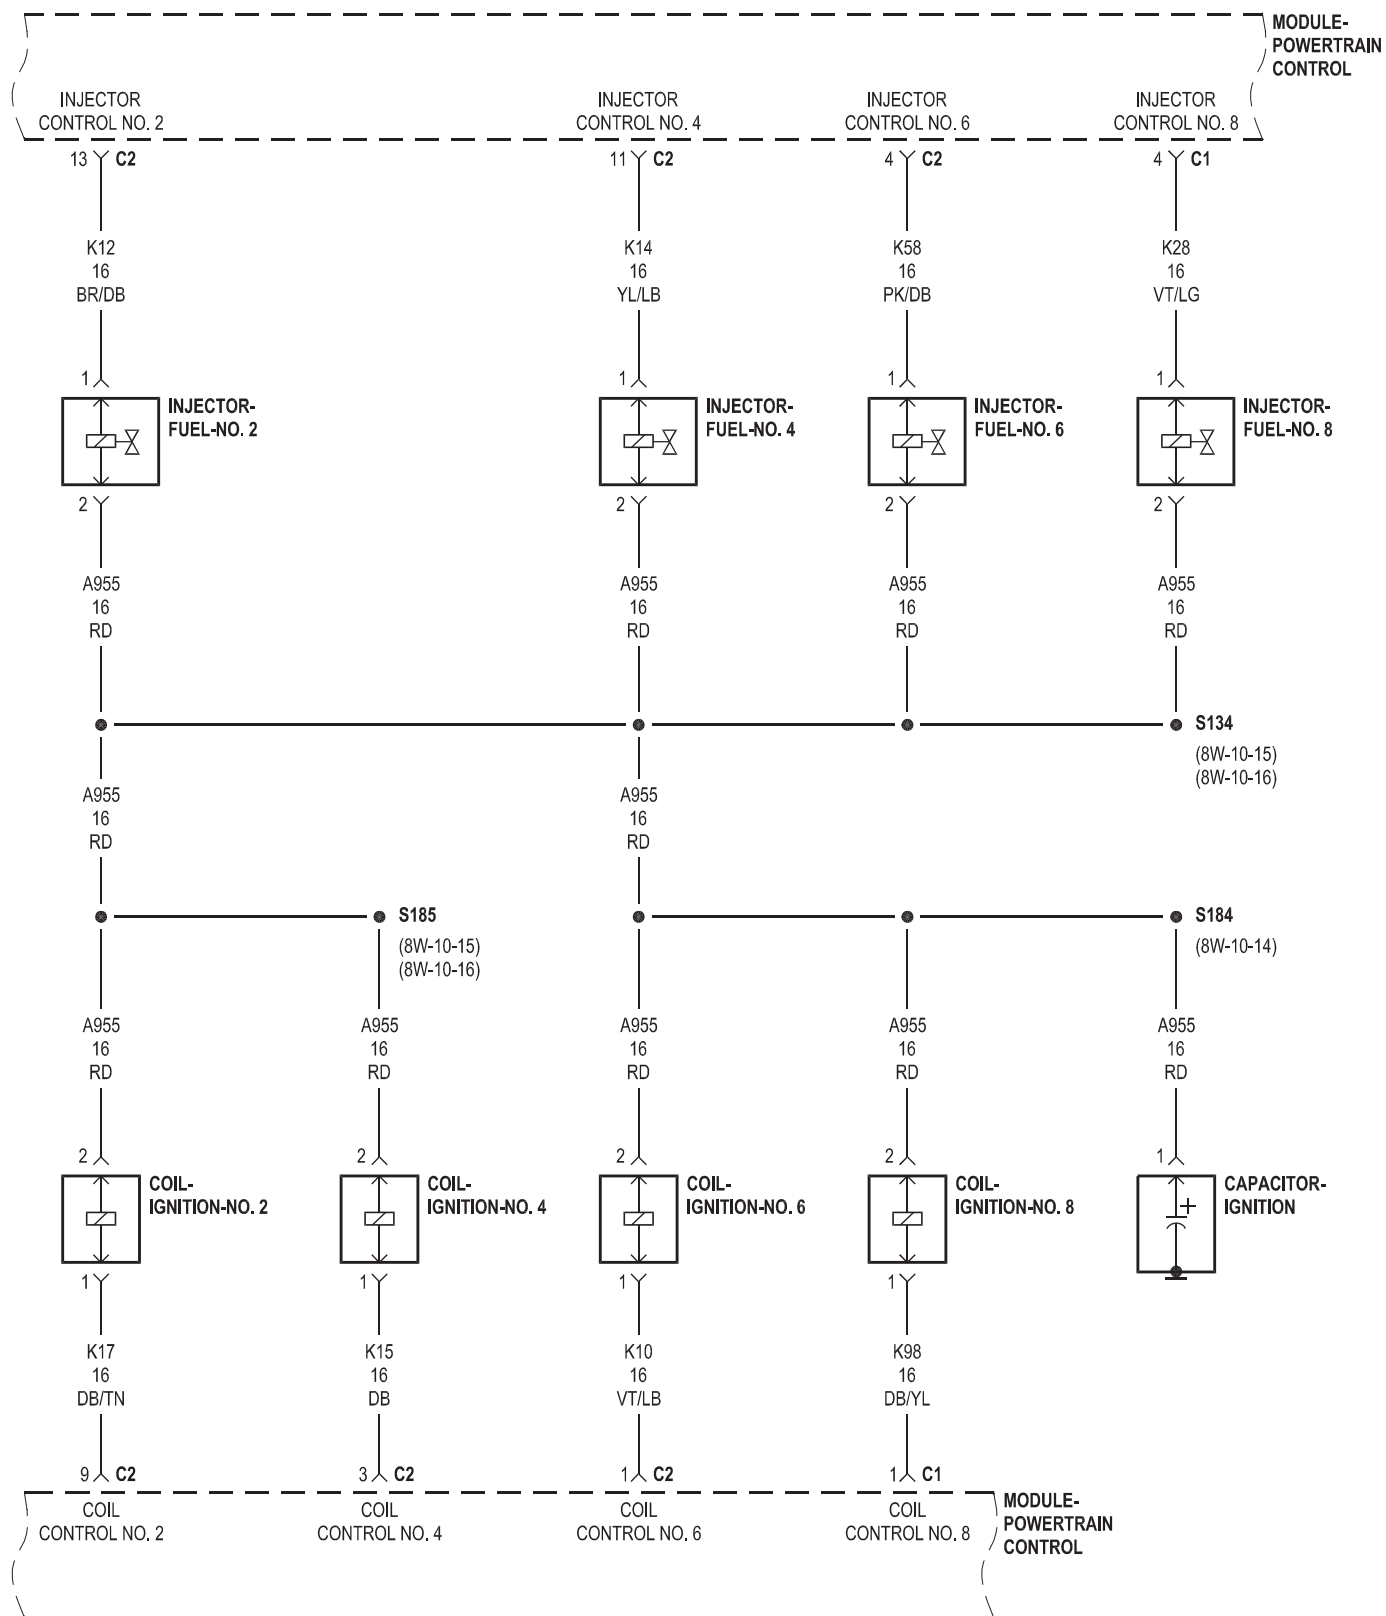 MODULE-
POWERTRAIN
CONTROL
INJECTOR
CONTROL NO. 2
INJECTOR
CONTROL NO. 4
INJECTOR
CONTROL NO. 6
INJECTOR
CONTROL NO. 8
13 C2
11 C2
4 C2
4 C1
K12
16
BR/DB
K14
16
YL/LB
K58
16
PK/DB
K28
16
VT/LG
1
1
1
1
INJECTOR-
FUEL-NO. 2
INJECTOR-
FUEL-NO. 4
INJECTOR-
FUEL-NO. 6
INJECTOR-
FUEL-NO. 8
2
2
2
2
A955
16
RD
A955
16
RD
A955
16
RD
A955
16
RD
S134
(8W-10-15)
(8W-10-16)
A955
16
RD
A955
16
RD
S185
(8W-10-15)
(8W-10-16)
S184
(8W-10-14)
A955
16
RD
A955
16
RD
A955
16
RD
A955
16
RD
A955
16
RD
2
2
2
2
1
COIL-
IGNITION-NO. 2
COIL-
IGNITION-NO. 4
COIL-
IGNITION-NO. 6
COIL-
IGNITION-NO. 8
CAPACITOR-
IGNITION
+
1
1
1
1
K17
16
DB/TN
K15
16
DB
K10
16
VT/LB
K98
16
DB/YL
9 C2
3 C2
1 C2
1 C1
COIL
CONTROL NO. 2
COIL
CONTROL NO. 4
COIL
CONTROL NO. 6
COIL
CONTROL NO. 8
MODULE-
POWERTRAIN
CONTROL